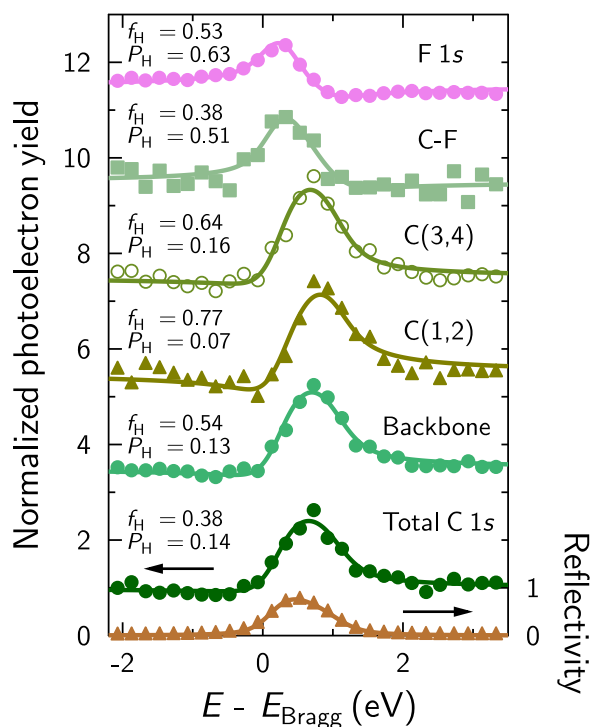 f_H = 0.53
P_H = 0.63
F 1s
f_H = 0.38
P_H = 0.51
C-F
f_H = 0.64
P_H = 0.16
C(3,4)
f_H = 0.77
P_H = 0.07
C(1,2)
f_H = 0.54
P_H = 0.13
Backbone
f_H = 0.38
P_H = 0.14
Total C 1s
Normalized photoelectron yield
12
10
8
6
4
2
0
Reflectivity
1
0
-2
0
2
E - E_Bragg (eV)